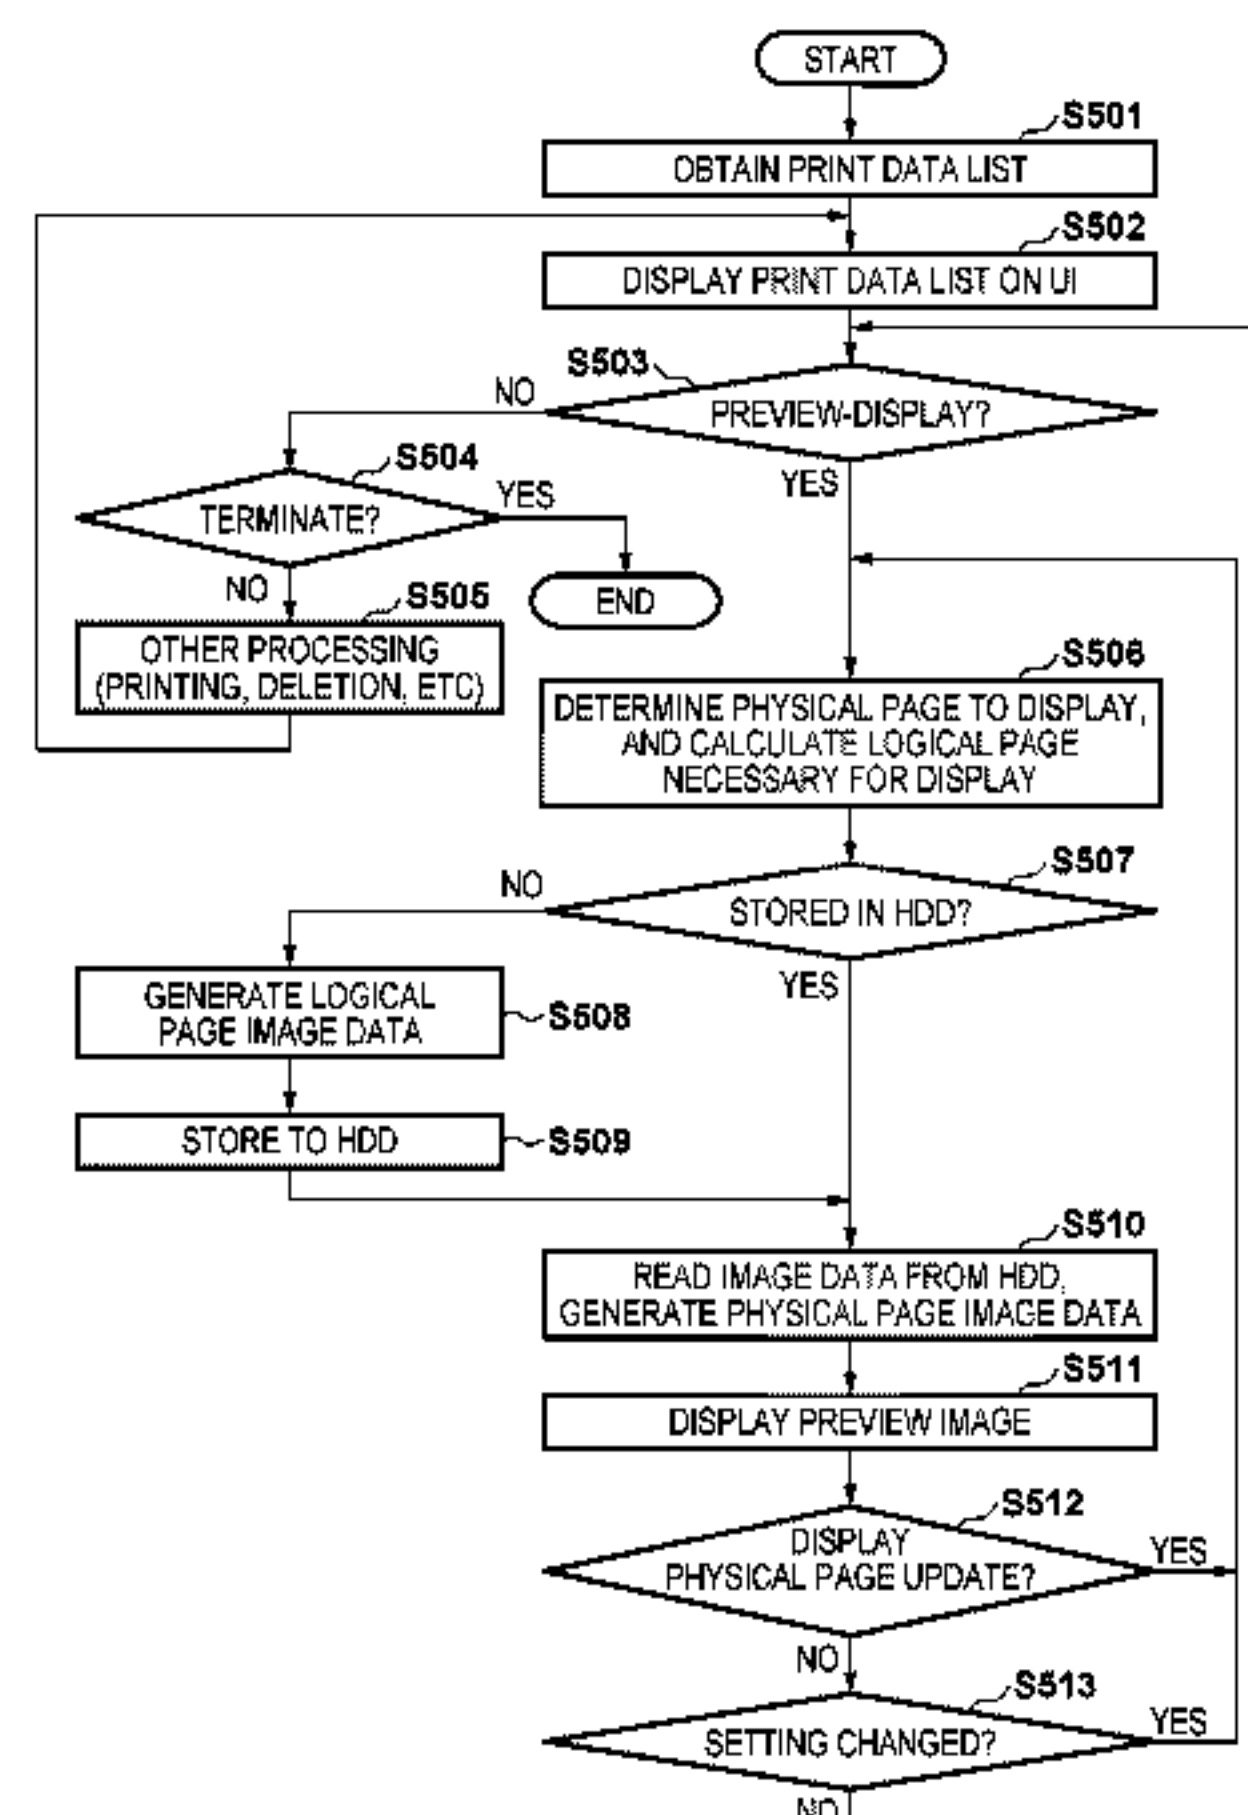 START
S501
OBTAIN PRINT DATA LIST
S502
DISPLAY PRINT DATA LIST ON UI
S503
NO
PREVIEW-DISPLAY?
YES
S504
TERMINATE?
YES
END
NO
S505
OTHER PROCESSING
(PRINTING, DELETION, ETC)
S506
DETERMINE PHYSICAL PAGE TO DISPLAY,
AND CALCULATE LOGICAL PAGE
NECESSARY FOR DISPLAY
S507
NO
STORED IN HDD?
YES
GENERATE LOGICAL
PAGE IMAGE DATA
S508
STORE TO HDD
S509
S510
READ IMAGE DATA FROM HDD,
GENERATE PHYSICAL PAGE IMAGE DATA
S511
DISPLAY PREVIEW IMAGE
S512
DISPLAY
PHYSICAL PAGE UPDATE?
YES
NO
S513
SETTING CHANGED?
YES
NO